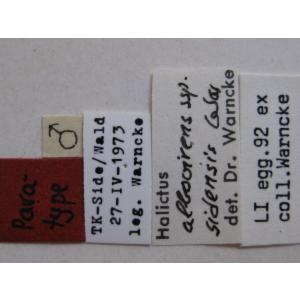 Para-
type
♂
TK-Side/Wald
27-IV-1973
leg. Warncke
Halictus
ssp.
sidensis
det. Dr. Warncke
LI egg.92 ex
coll.Warncke